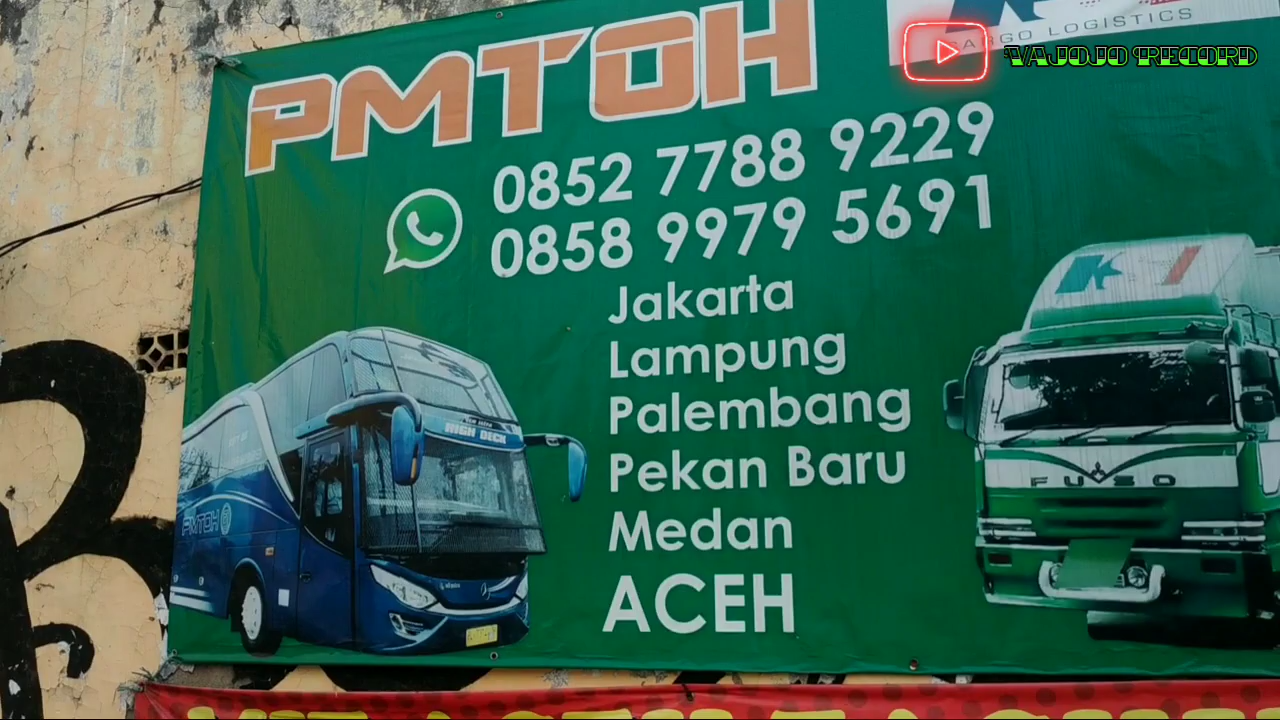 PMTOH
LOGISTICS
VAJOJO RECORD
0852 7788 9229
0858 9979 5691
Jakarta
Lampung
Palembang
Pekan Baru
Medan
ACEH
HIGH DECK
PMTOH
FUSO